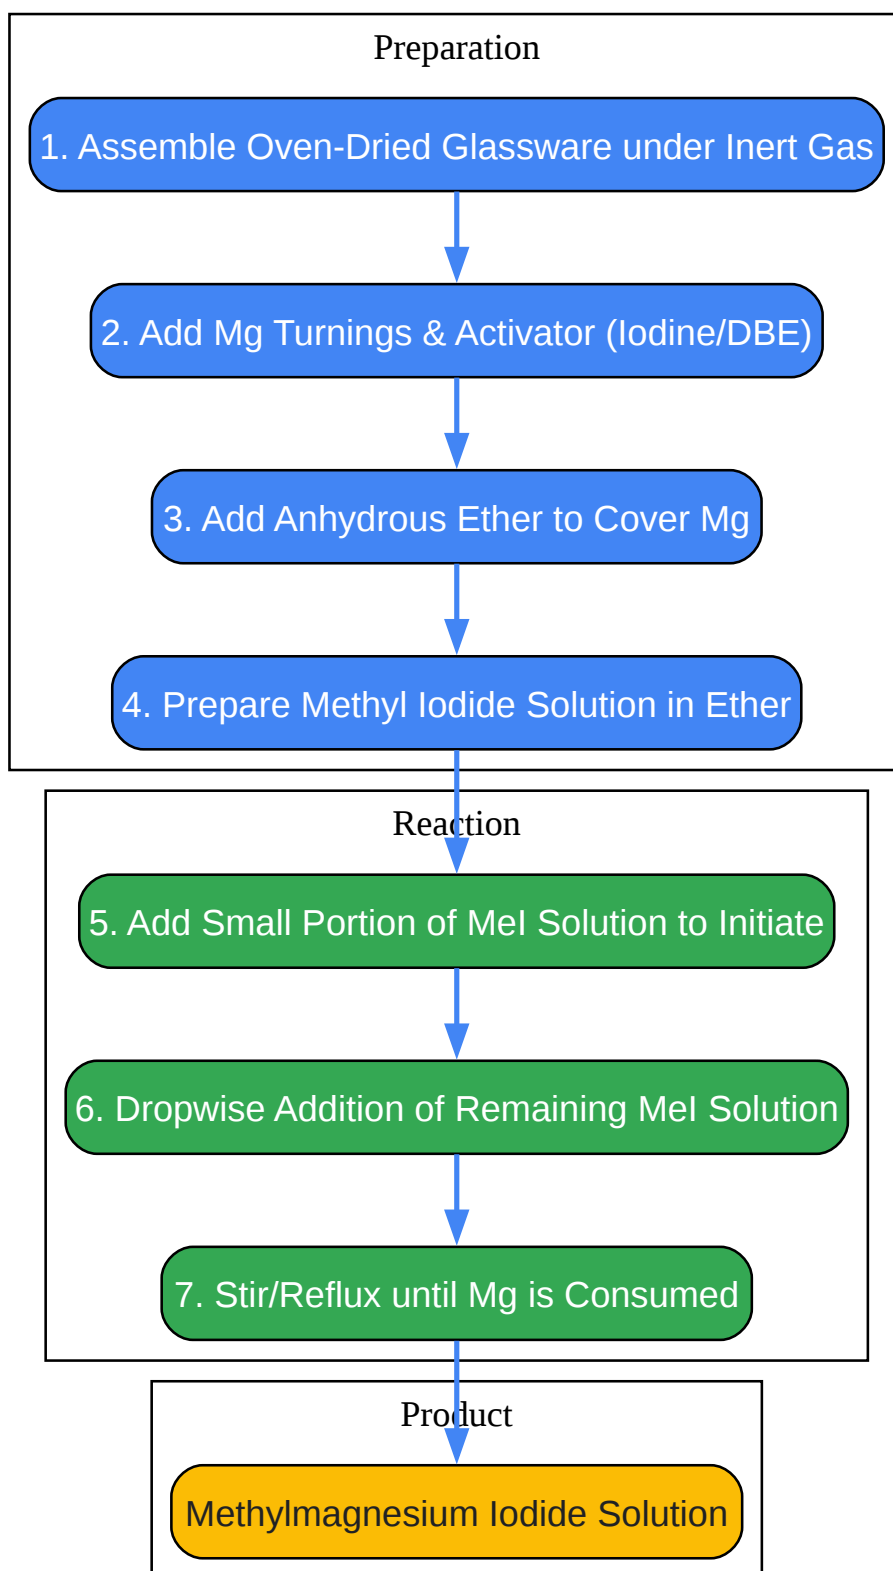 Preparation
1. Assemble Oven-Dried Glassware under Inert Gas
2. Add Mg Turnings & Activator (Iodine/DBE)
3. Add Anhydrous Ether to Cover Mg
4. Prepare Methyl Iodide Solution in Ether
Reaction
5. Add Small Portion of MeI Solution to Initiate
6. Dropwise Addition of Remaining MeI Solution
7. Stir/Reflux until Mg is Consumed
Product
Methylmagnesium Iodide Solution